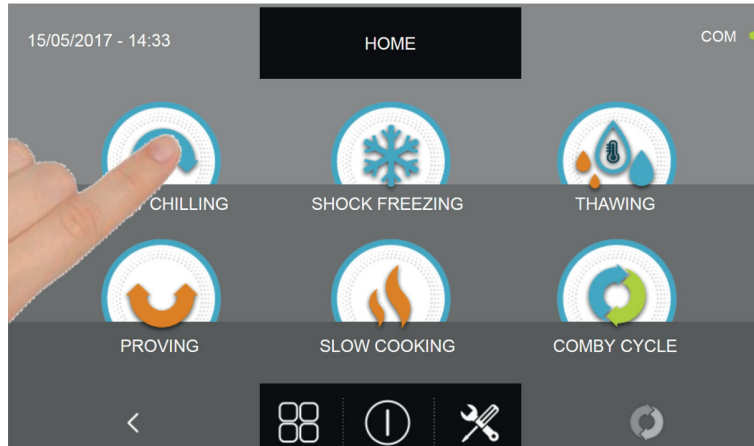 15/05/2017 - 14:33
HOME
COM
CHILLING
SHOCK FREEZING
THAWING
PROVING
SLOW COOKING
COMBY CYCLE